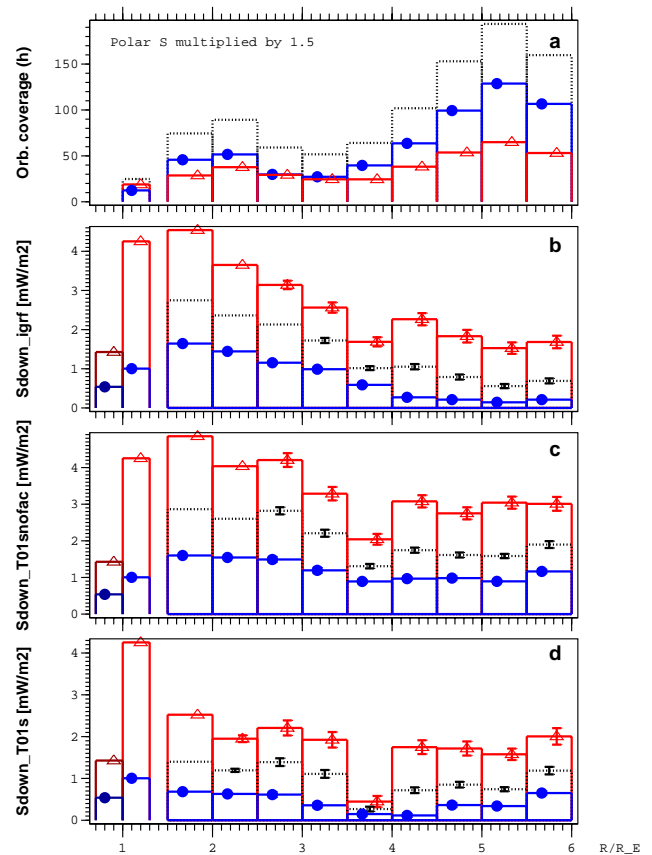 Orb. coverage (h)
150
100
50
0
Polar S multiplied by 1.5
a
Sdown_igrf [mW/m2]
4
3
2
1
0
b
Sdown_T01snofac [mW/m2]
4
3
2
1
0
c
Sdown_T01s [mW/m2]
4
3
2
1
0
d
1 2 3 4 5 6 R/R_E